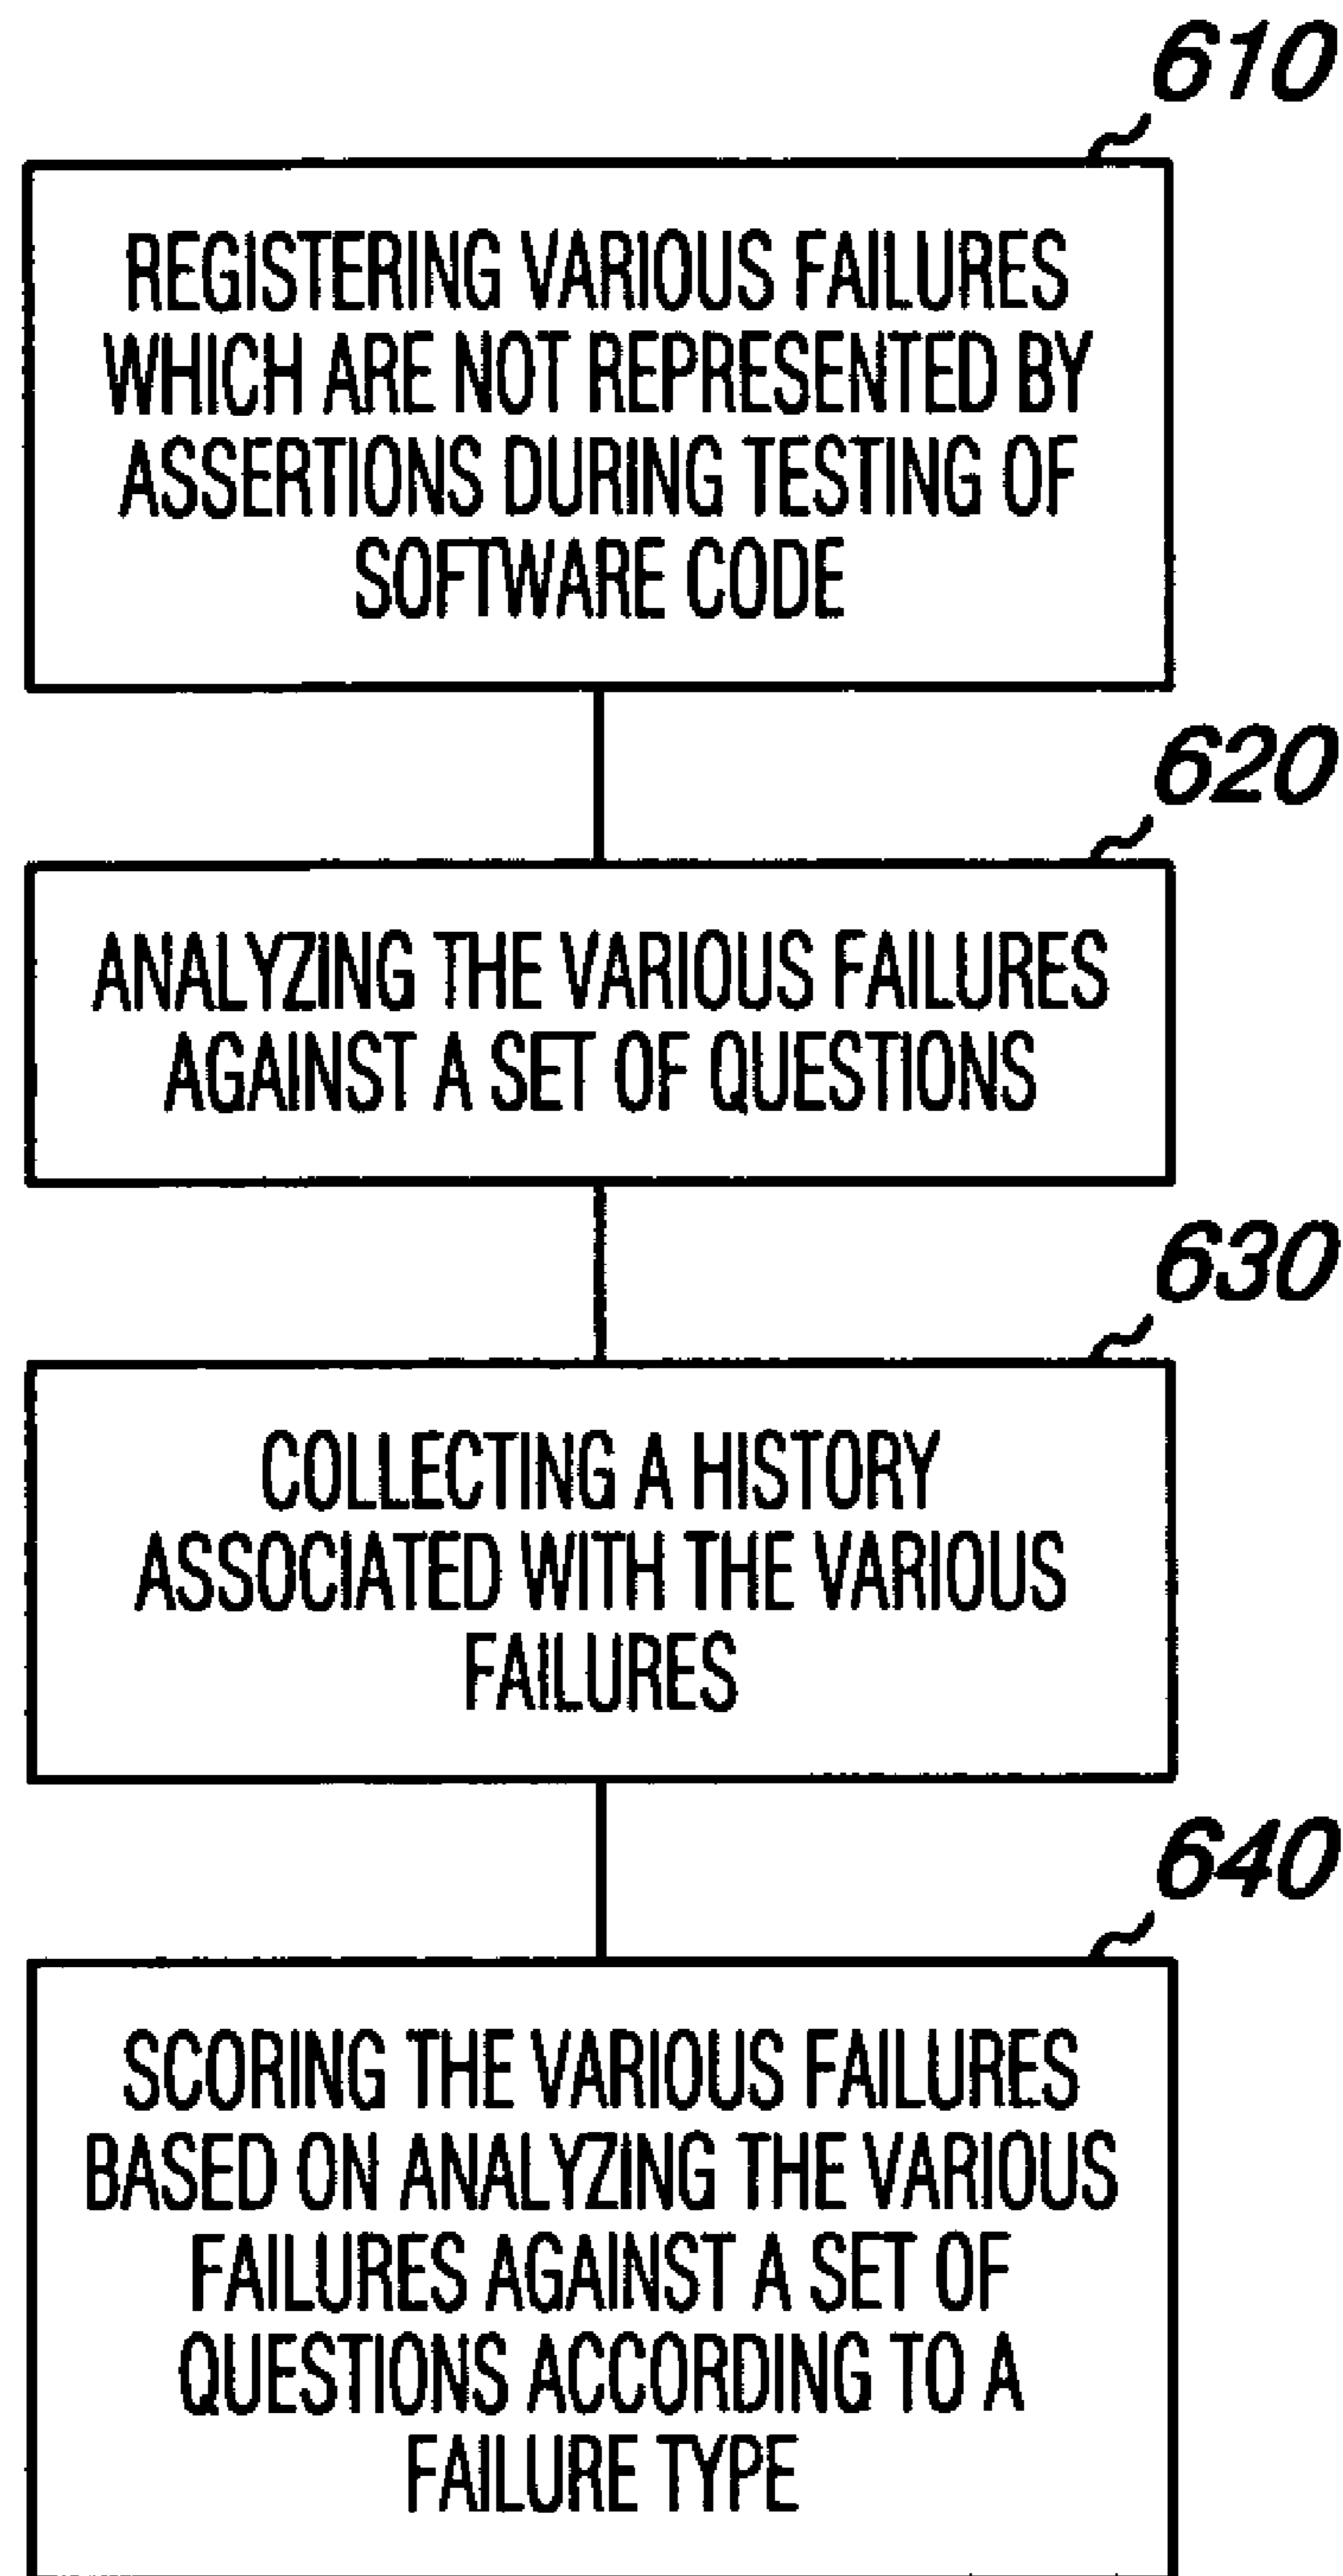 610
REGISTERING VARIOUS FAILURES
WHICH ARE NOT REPRESENTED BY
ASSERTIONS DURING TESTING OF
SOFTWARE CODE
620
ANALYZING THE VARIOUS FAILURES
AGAINST A SET OF QUESTIONS
630
COLLECTING A HISTORY
ASSOCIATED WITH THE VARIOUS
FAILURES
640
SCORING THE VARIOUS FAILURES
BASED ON ANALYZING THE VARIOUS
FAILURES AGAINST A SET OF
QUESTIONS ACCORDING TO A
FAILURE TYPE